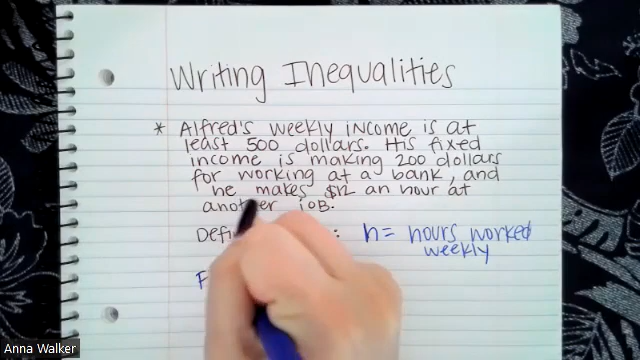 Writing Inequalities
* Alfred's weekly income is at
least 500 dollars. His fixed
income is making 200 dollars
for working at a bank, and
he makes $12 an hour at
another job.
: h = hours worked
weekly
Anna Walker